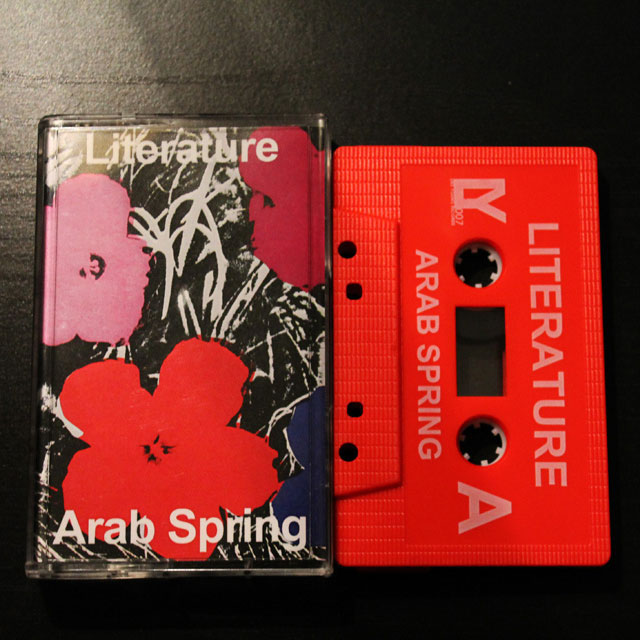 Literature
Arab Spring
LITERATURE
ARAB SPRING
A